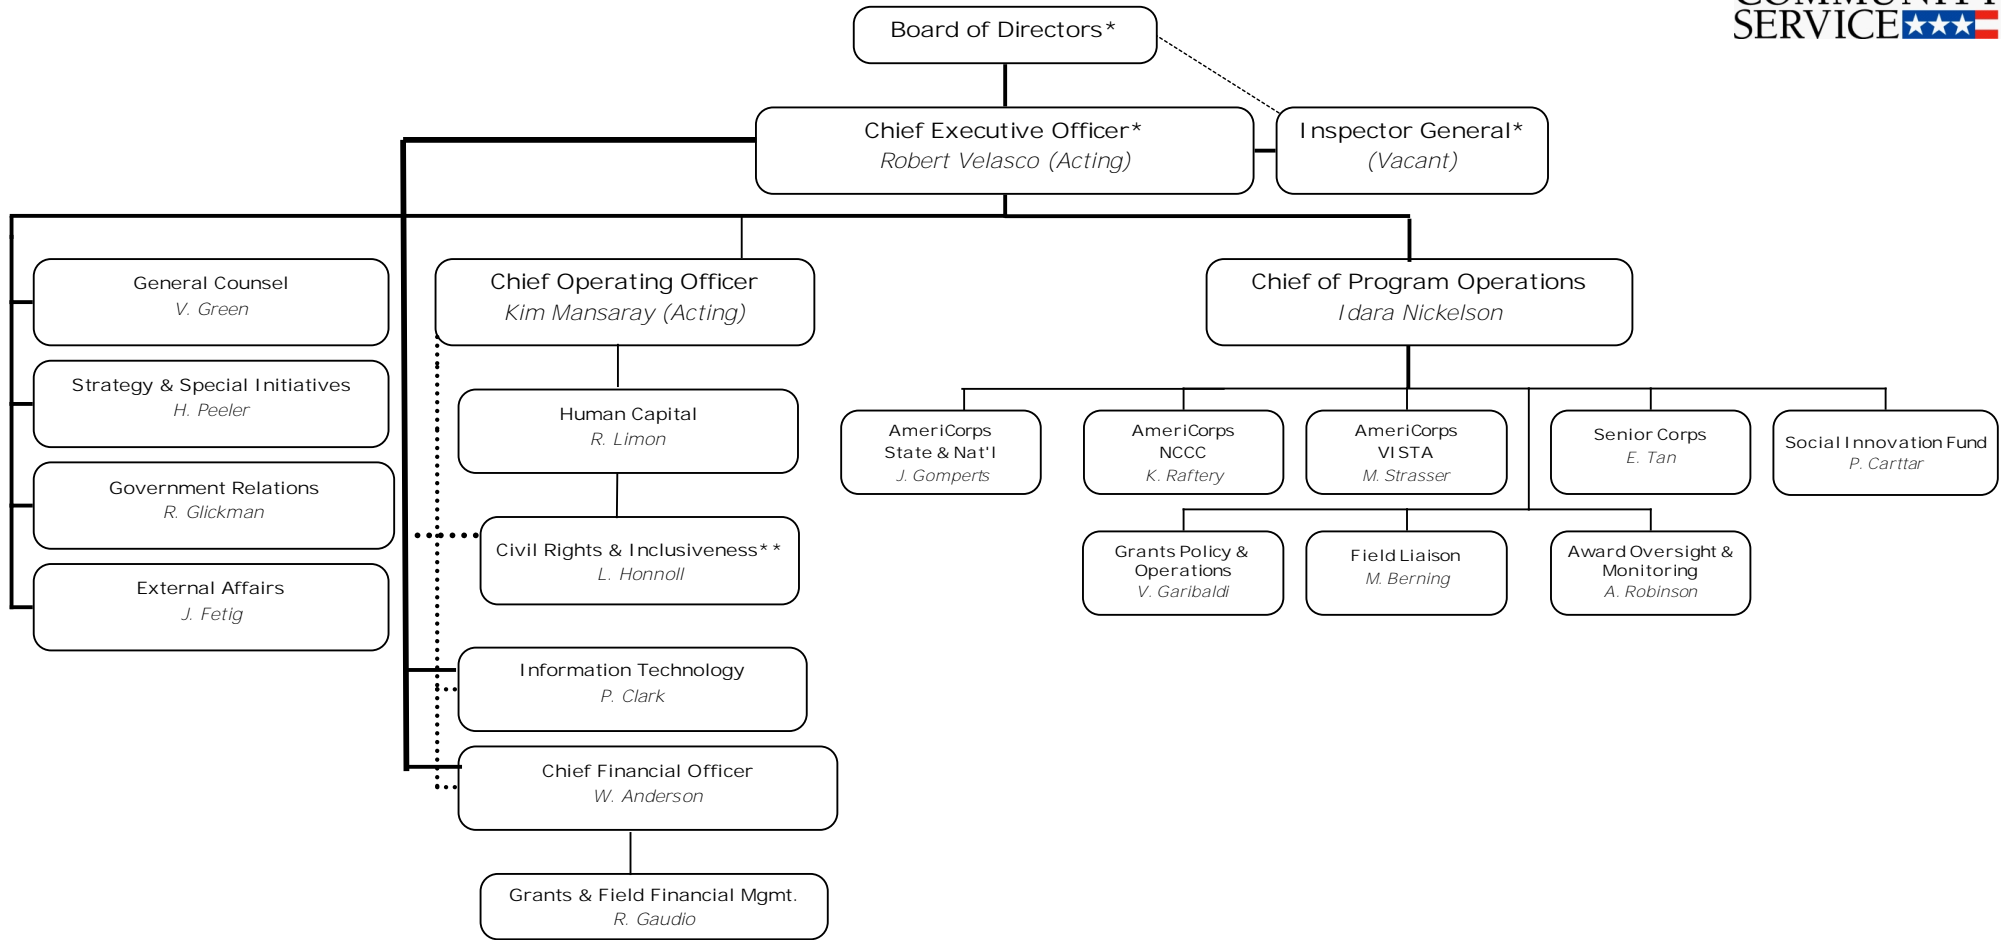 COMMUNITY
SERVICE
Board of Directors*
Chief Executive Officer*
Robert Velasco (Acting)
Inspector General*
(Vacant)
General Counsel
V. Green
Strategy & Special Initiatives
H. Peeler
Government Relations
R. Glickman
External Affairs
J. Fetig
Chief Operating Officer
Kim Mansaray (Acting)
Human Capital
R. Limon
Civil Rights & Inclusiveness**
L. Honnoll
Information Technology
P. Clark
Chief Financial Officer
W. Anderson
Grants & Field Financial Mgmt.
R. Gaudio
Chief of Program Operations
Idara Nickelson
AmeriCorps
State & Nat'l
J. Gomperts
AmeriCorps
NCCC
K. Raftery
AmeriCorps
VISTA
M. Strasser
Senior Corps
E. Tan
Social Innovation Fund
P. Carttar
Grants Policy &
Operations
V. Garibaldi
Field Liaison
M. Berning
Award Oversight &
Monitoring
A. Robinson